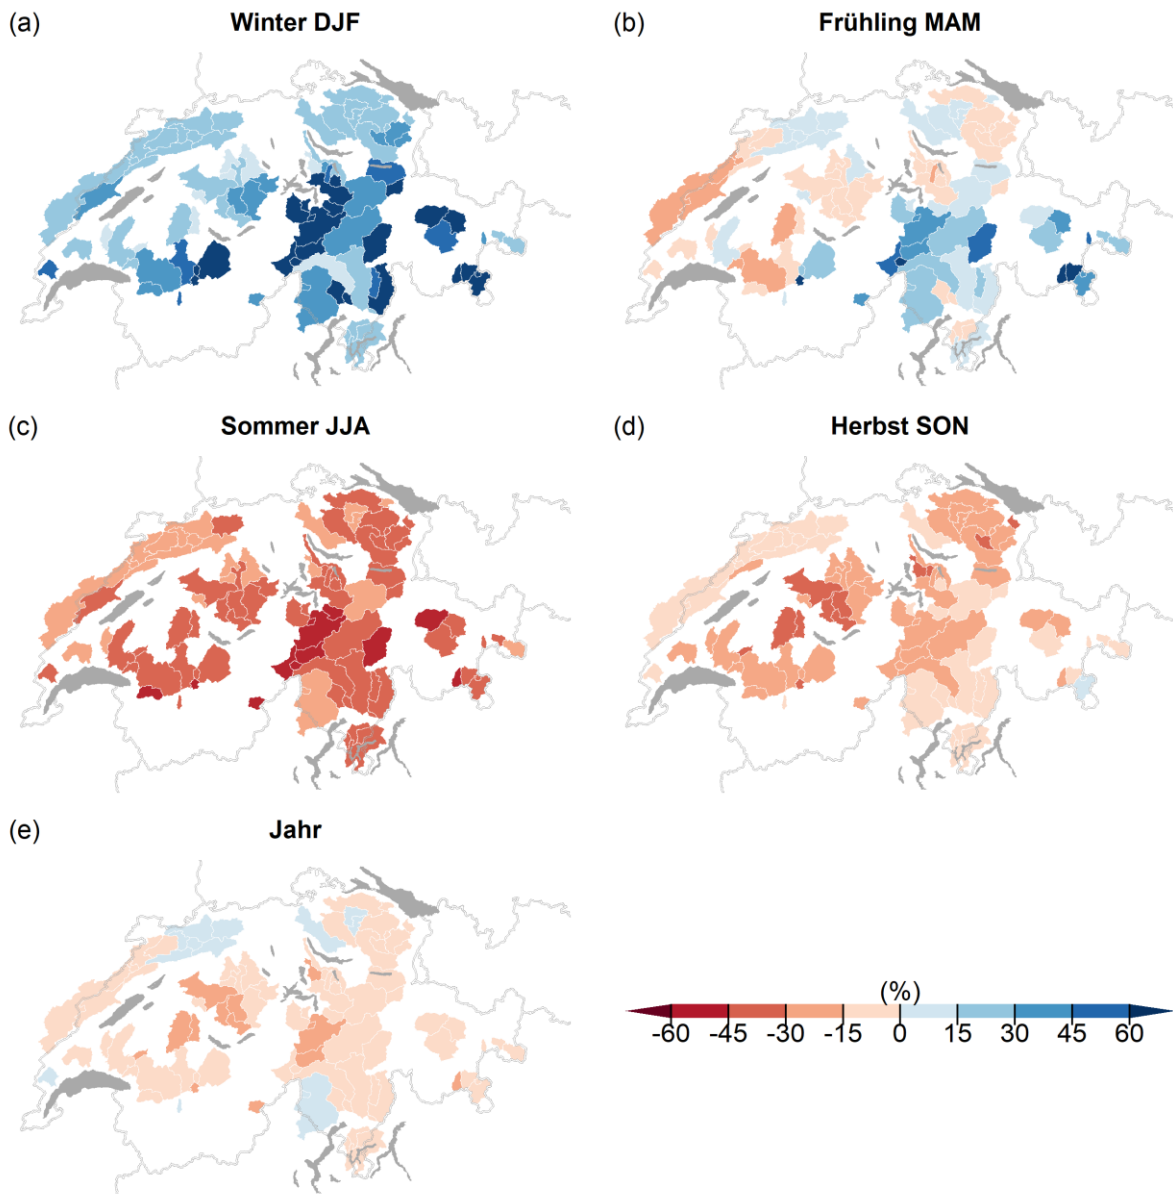 (a) Winter DJF
(b) Frühling MAM
(c) Sommer JJA
(d) Herbst SON
(e) Jahr
(%)
-60 -45 -30 -15 0 15 30 45 60